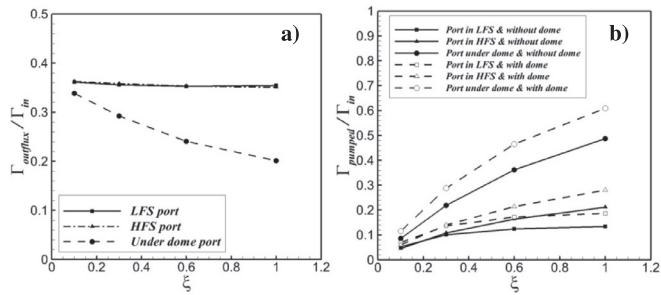 a)
Γoutflux/Γin
0.5
0.4
0.3
0.2
0.1
0
0 0.2 0.4 0.6 0.8 1 1.2
ξ
LFS port
HFS port
Under dome port
b)
Γpumped/Γin
1
0.9
0.8
0.7
0.6
0.5
0.4
0.3
0.2
0.1
0
0 0.2 0.4 0.6 0.8 1 1.2
ξ
Port in LFS & without dome
Port in HFS & without dome
Port under dome & without dome
Port in LFS & with dome
Port in HFS & with dome
Port under dome & with dome